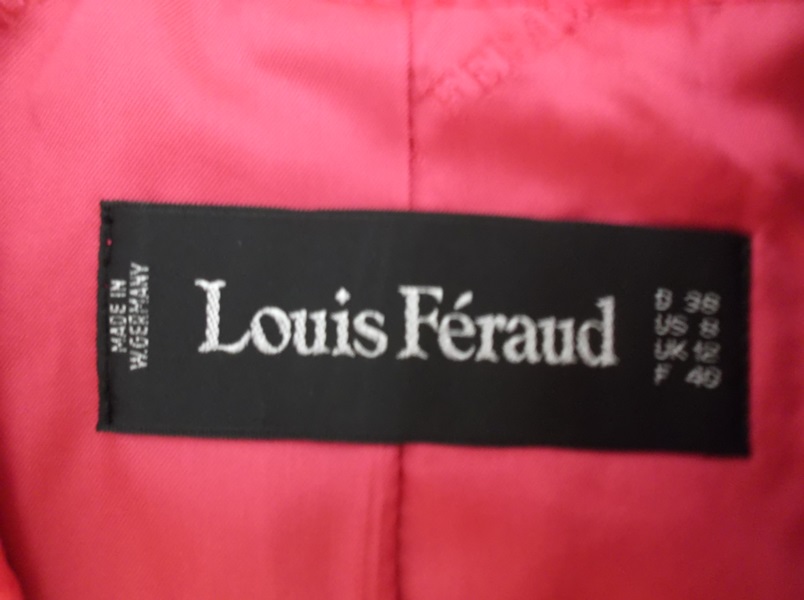 MADE IN
W.GERMANY
Louis Féraud
D 38
US 8
UK 12
F 40